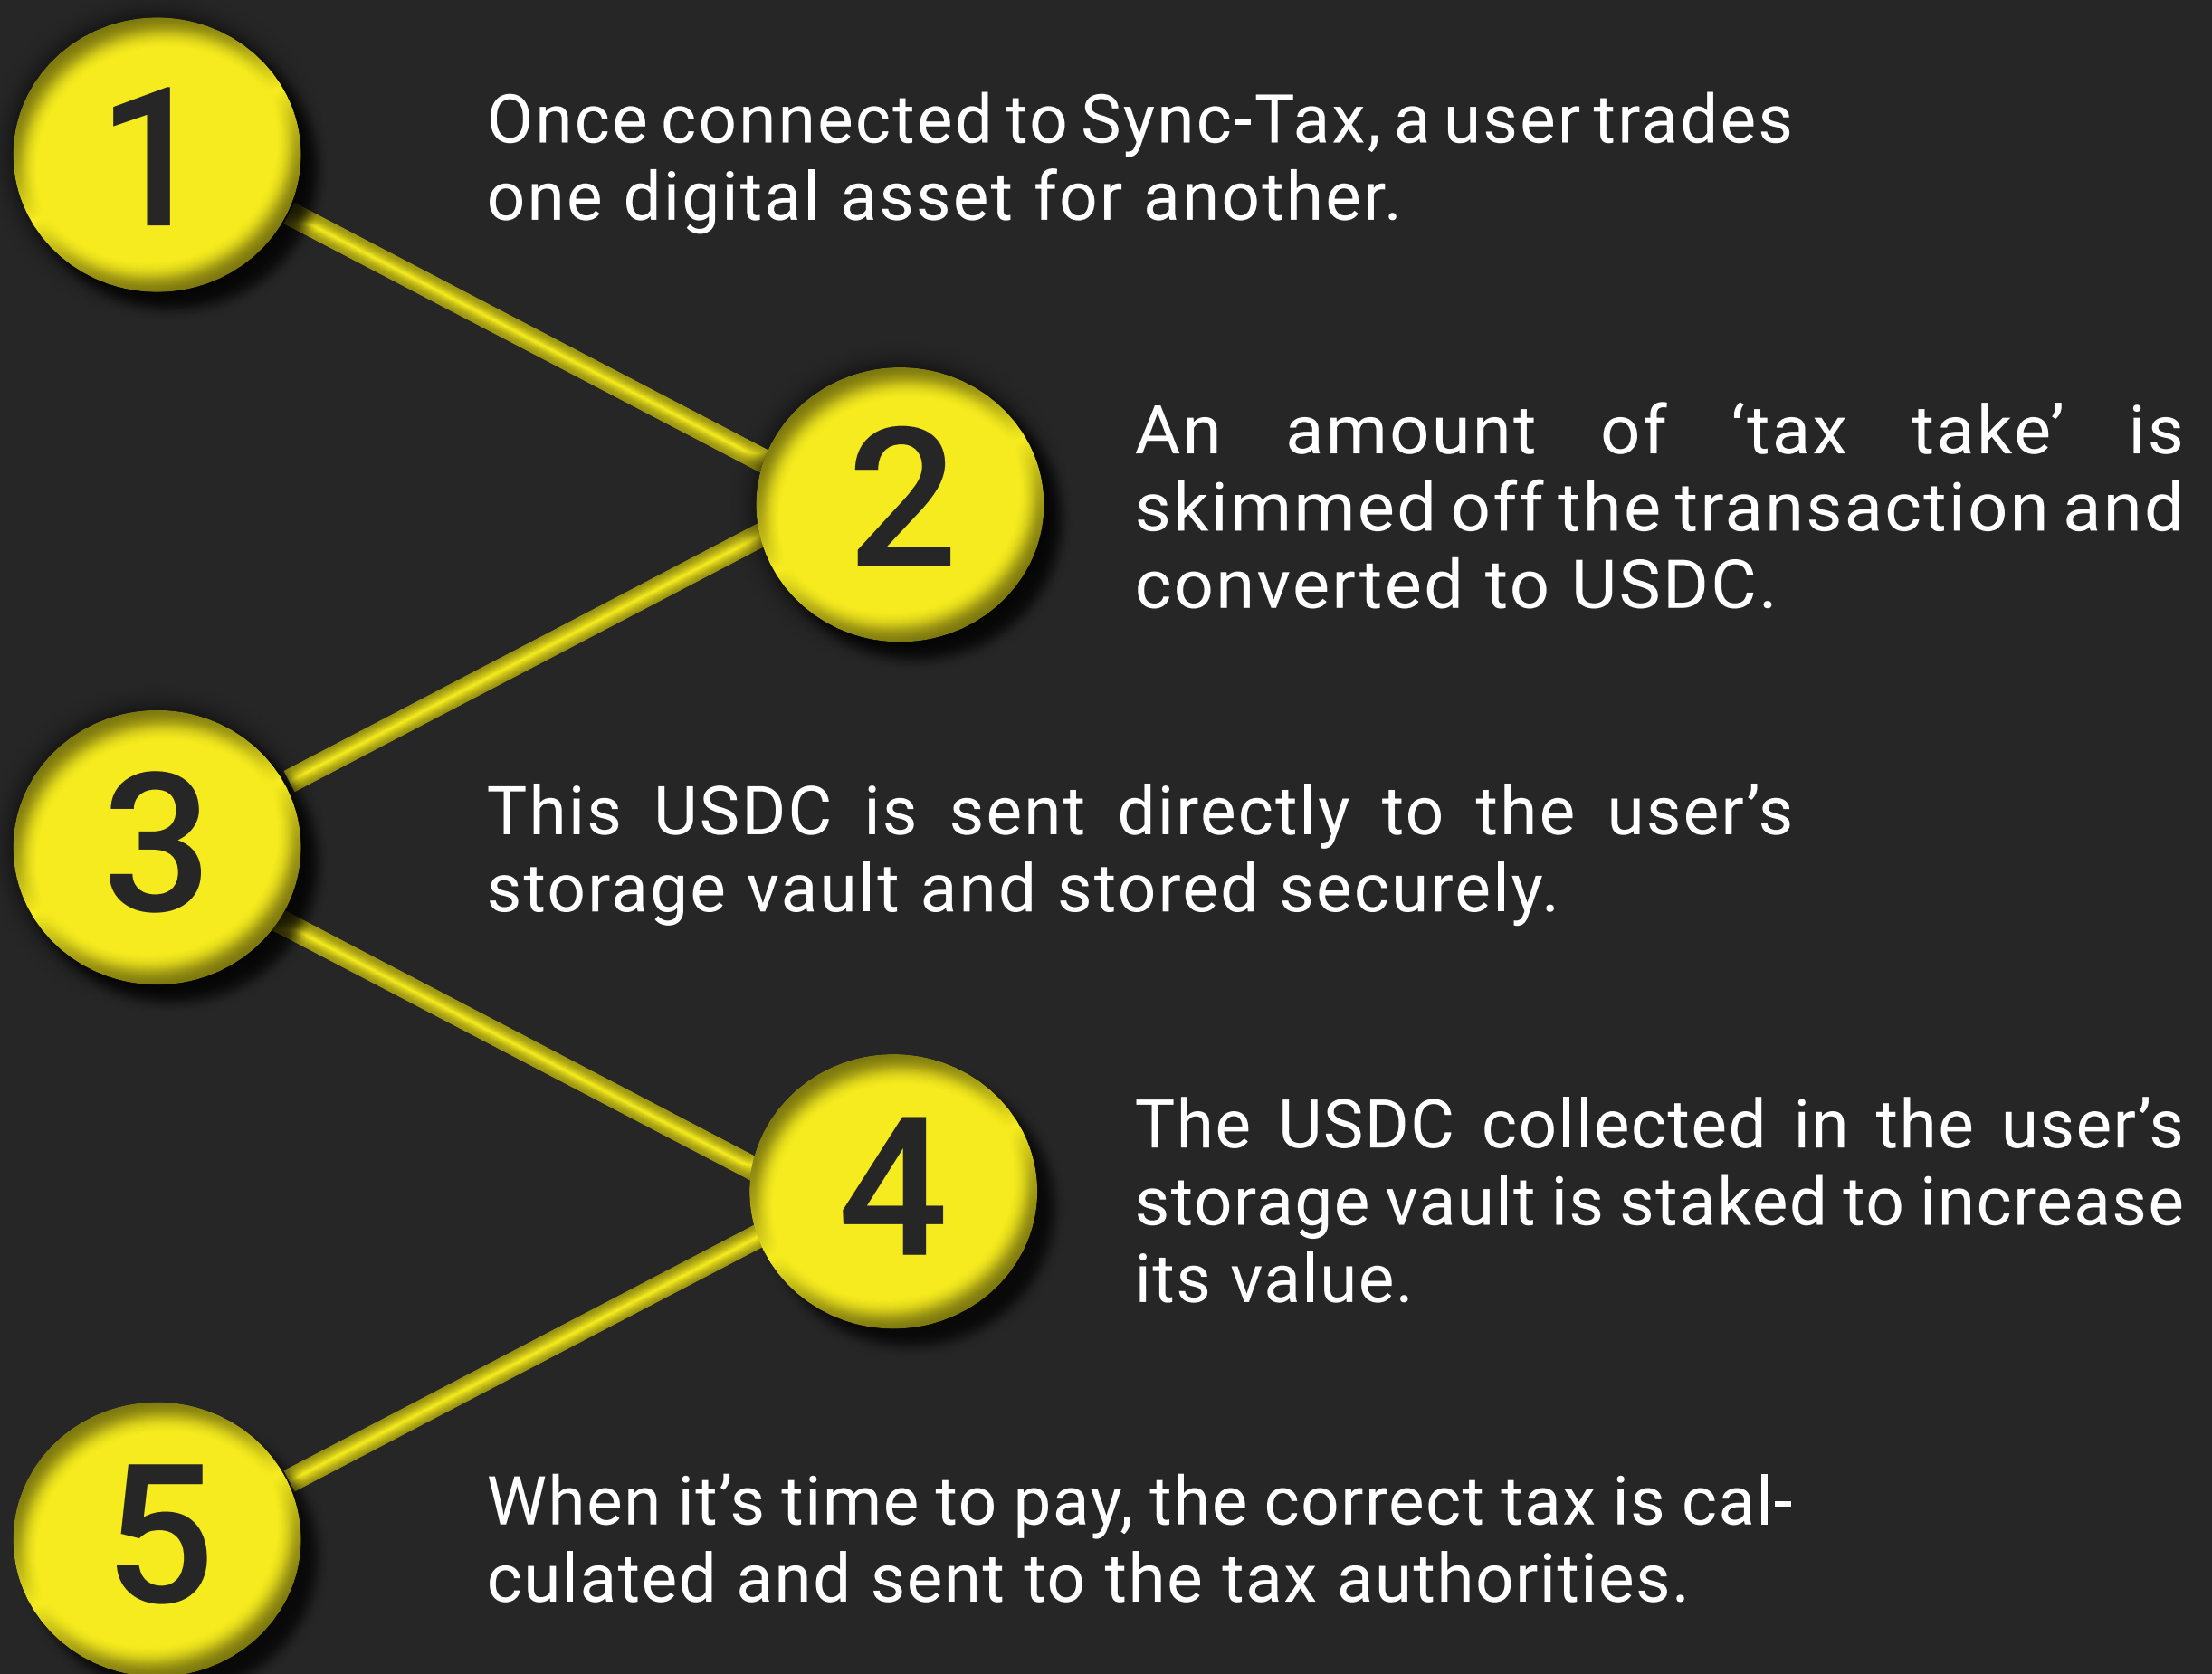 1
Once connected to Sync-Tax, a user trades
one digital asset for another.
2
An amount of ‘tax take’ is
skimmed off the transaction and
converted to USDC.
3
This USDC is sent directly to the user’s
storage vault and stored securely.
4
The USDC collected in the user’s
storage vault is staked to increase
its value.
5
When it’s time to pay, the correct tax is cal-
culated and sent to the tax authorities.